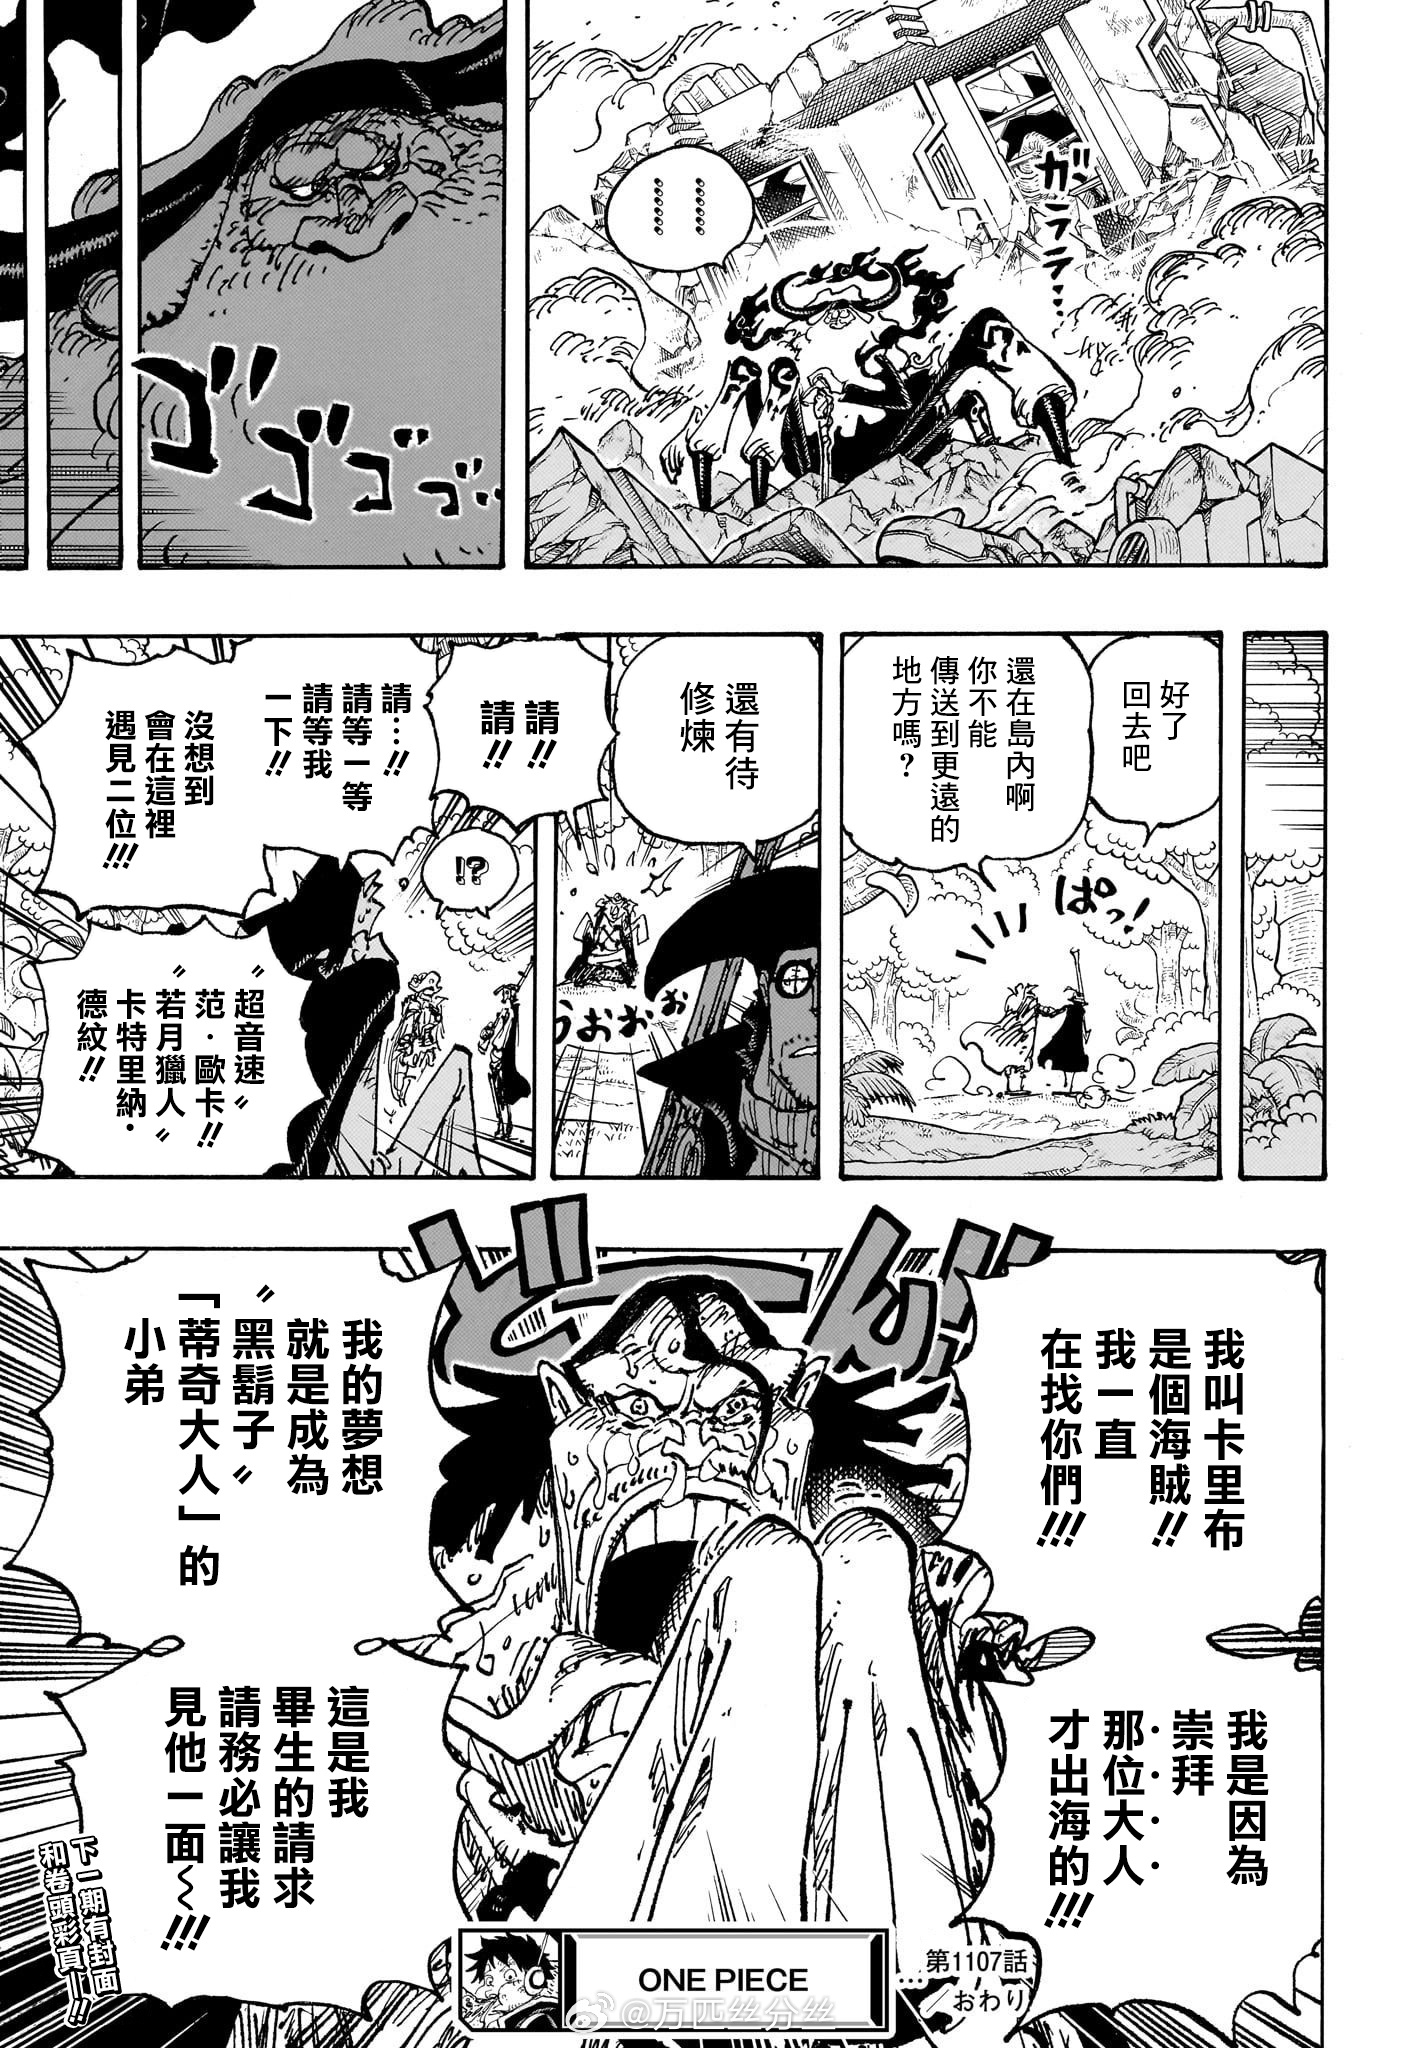 ………
………
ガララ…
ゴゴゴゴゴ…
好了
回去吧
還在島內啊
你不能
傳送到更遠的
地方嗎?
ぱっ!
還有待
修煉
うおおおお
請!!
請!!
請…!!
請等一等
請等我
一下!!
!?
沒想到
會在這裡
遇見二位!!!
〝超音速〟
范·歐卡!!
〝若月獵人〟
卡特里納·
德紋!!
どん!!
我叫卡里布
是個海賊!!
我一直
在找你們!!!
我是因為
崇拜
那位大人
才出海的!!!
我的夢想
就是成為
〝黑鬍子〟
「蒂奇大人」的
小弟
這是我
畢生的請求
請務必讓我
見他一面~!!!
下一期有封面
和卷頭彩頁!!
ONE PIECE
…第1107話
おわり
@万匹丝分丝